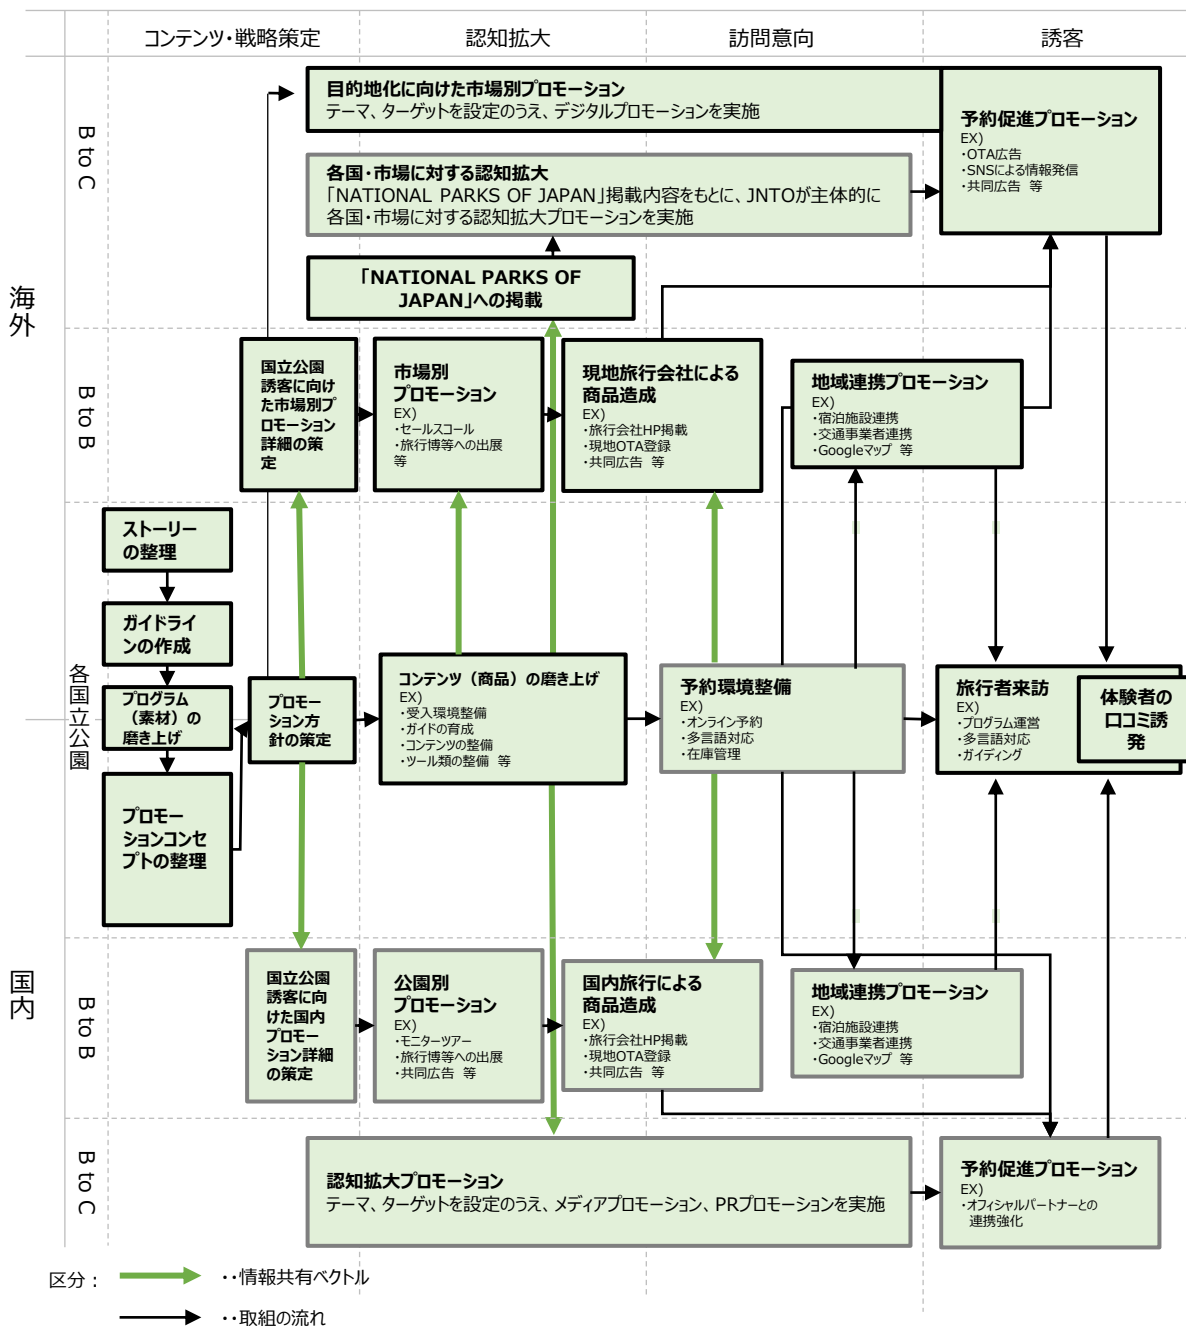 コンテンツ・戦略策定
認知拡大
訪問意向
誘客
海外
B to C
目的地化に向けた市場別プロモーション
テーマ、ターゲットを設定のうえ、デジタルプロモーションを実施
予約促進プロモーション
EX)
・OTA広告
・SNSによる情報発信
・共同広告 等
各国・市場に対する認知拡大
「NATIONAL PARKS OF JAPAN」掲載内容をもとに、JNTOが主体的に
各国・市場に対する認知拡大プロモーションを実施
「NATIONAL PARKS OF
JAPAN」への掲載
B to B
国立公園
誘客に向け
た市場別プ
ロモーション
詳細の策
定
市場別
プロモーション
EX)
・セールスコール
・旅行博等への出展
等
現地旅行会社による
商品造成
EX)
・旅行会社HP掲載
・現地OTA登録
・共同広告 等
地域連携プロモーション
EX)
・宿泊施設連携
・交通事業者連携
・Googleマップ 等
各国立公園
ストーリー
の整理
ガイドライ
ンの作成
プログラム
（素材）の
磨き上げ
プロモー
ションコンセ
プトの整理
プロモー
ション方
針の策定
コンテンツ（商品）の磨き上げ
EX)
・受入環境整備
・ガイドの育成
・コンテンツの整備
・ツール類の整備 等
予約環境整備
EX)
・オンライン予約
・多言語対応
・在庫管理
旅行者来訪
EX)
・プログラム運営
・多言語対応
・ガイディング
体験者の
口コミ誘
発
国内
B to B
国立公園
誘客に向
けた国内
プロモー
ション詳細
の策定
公園別
プロモーション
EX)
・モニターツアー
・旅行博等への出展
・共同広告 等
国内旅行による
商品造成
EX)
・旅行会社HP掲載
・現地OTA登録
・共同広告 等
地域連携プロモーション
EX)
・宿泊施設連携
・交通事業者連携
・Googleマップ 等
B to C
認知拡大プロモーション
テーマ、ターゲットを設定のうえ、メディアプロモーション、PRプロモーションを実施
予約促進プロモーション
EX)
・オフィシャルパートナーとの
連携強化
区分：
・・情報共有ベクトル
・・取組の流れ